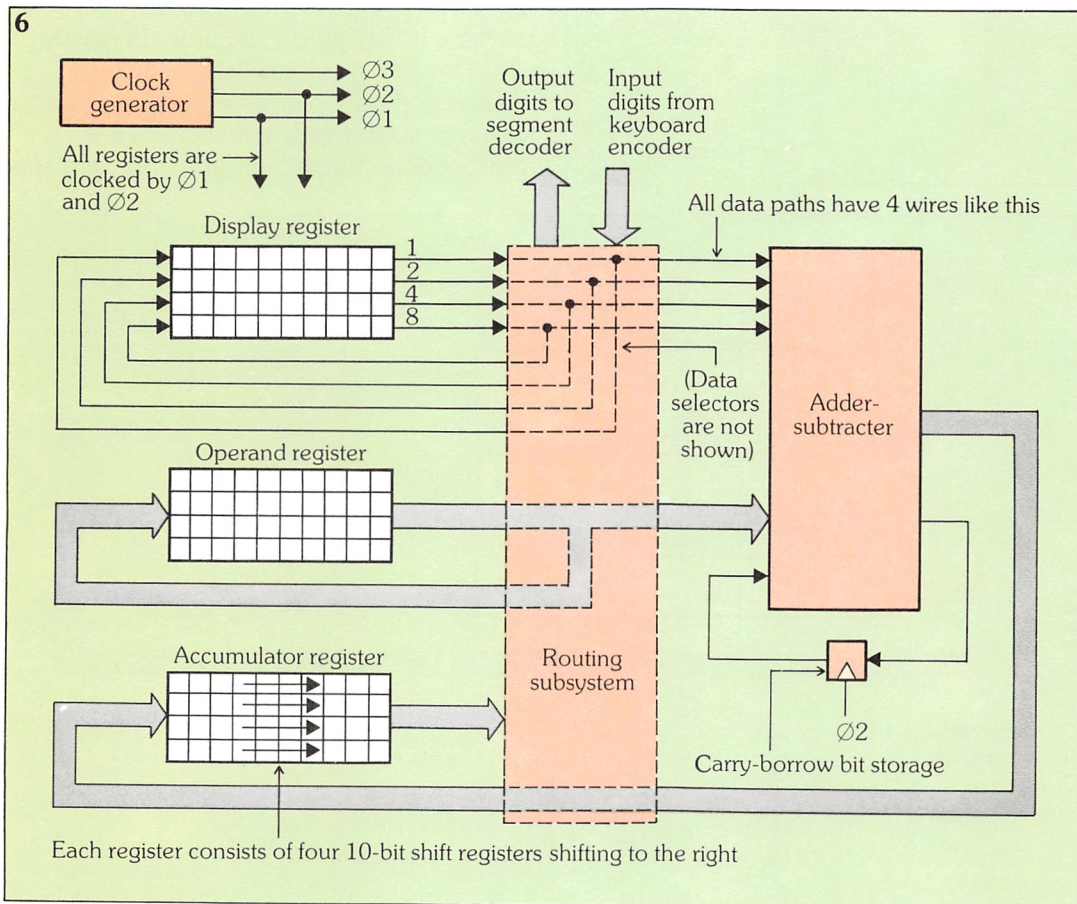 6
Clock
generator
Ø3
Ø2
Ø1
All registers are
clocked by Ø1
and Ø2
Output
digits to
segment
decoder
Input
digits from
keyboard
encoder
All data paths have 4 wires like this
Display register
1
2
4
8
(Data
selectors
are not
shown)
Adder-
subtracter
Operand register
Accumulator register
Routing
subsystem
Ø2
Carry-borrow bit storage
Each register consists of four 10-bit shift registers shifting to the right